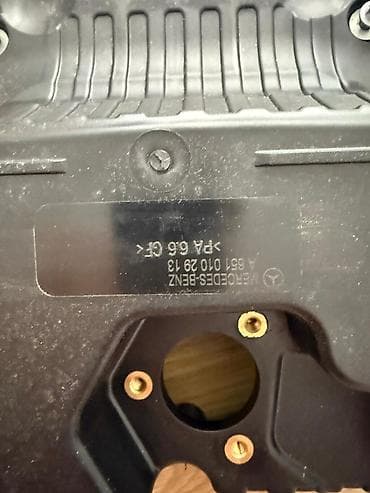 MERCEDES-BENZ
A 651 010 29 13
>PA 6.6 GF<